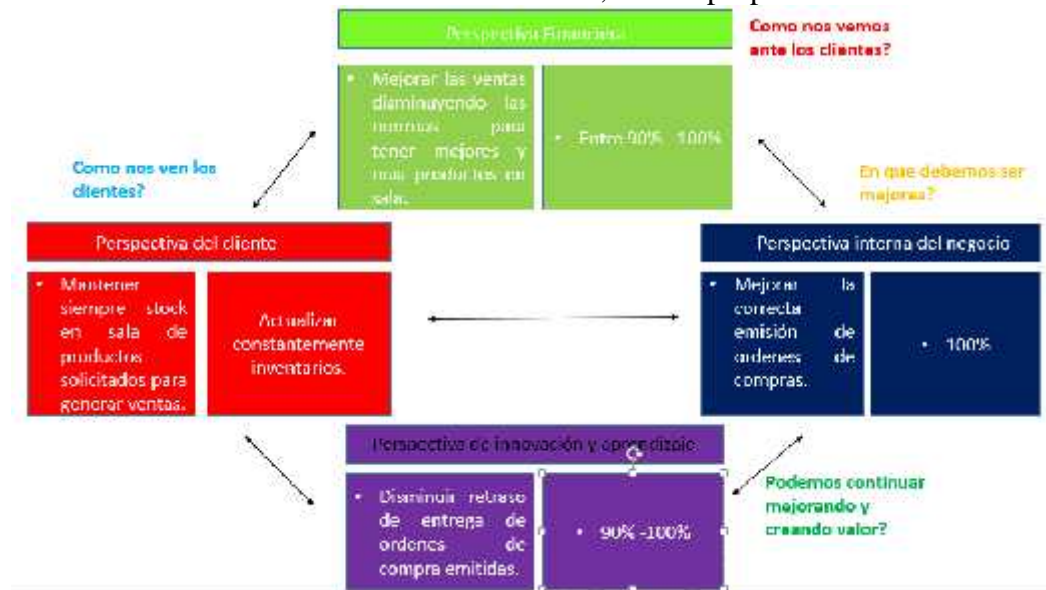 Perspectiva Financiera
Como nos vemos
ante los clientes?
• Mejorar las ventas
disminuyendo las
para
tener mejores y
mas productos en
sala.
• Entre 90% - 100%
Como nos ven los
clientes?
En que debemos ser
mejores?
Perspectiva del cliente
• Mantener
siempre stock
en sala de
productos
solicitados para
generar ventas.
Actualizar
constantemente
inventarios.
Perspectiva interna del negocio
• Mejorar la
correcta
emisión de
ordenes de
compras.
• 100%
Perspectiva de innovación y aprendizaje
• Disminuir retraso
de entrega de
ordenes de
compra emitidas.
• 90% -100%
Podemos continuar
mejorando y
creando valor?